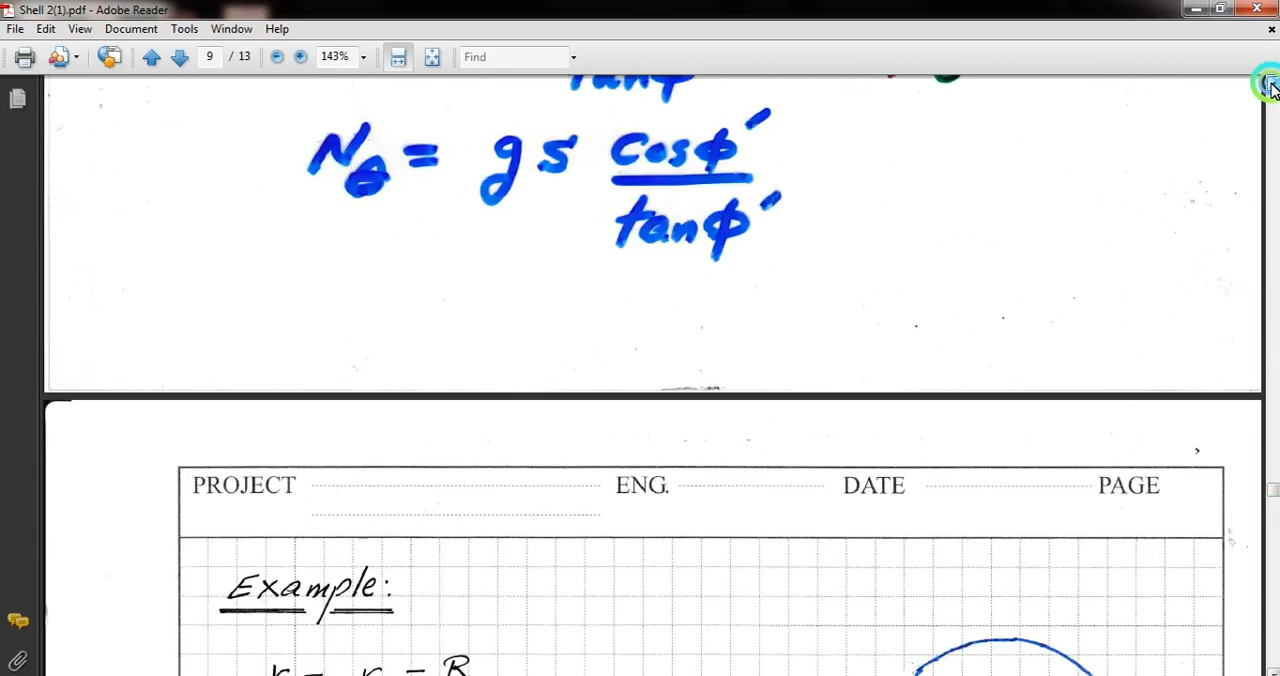 Shell 2(1).pdf - Adobe Reader
File Edit View Document Tools Window Help
9 / 13 143% Find
tanϕ
Nθ = g s cosϕ′
tanϕ′
PROJECT ENG. DATE PAGE
Example:
r = r = R